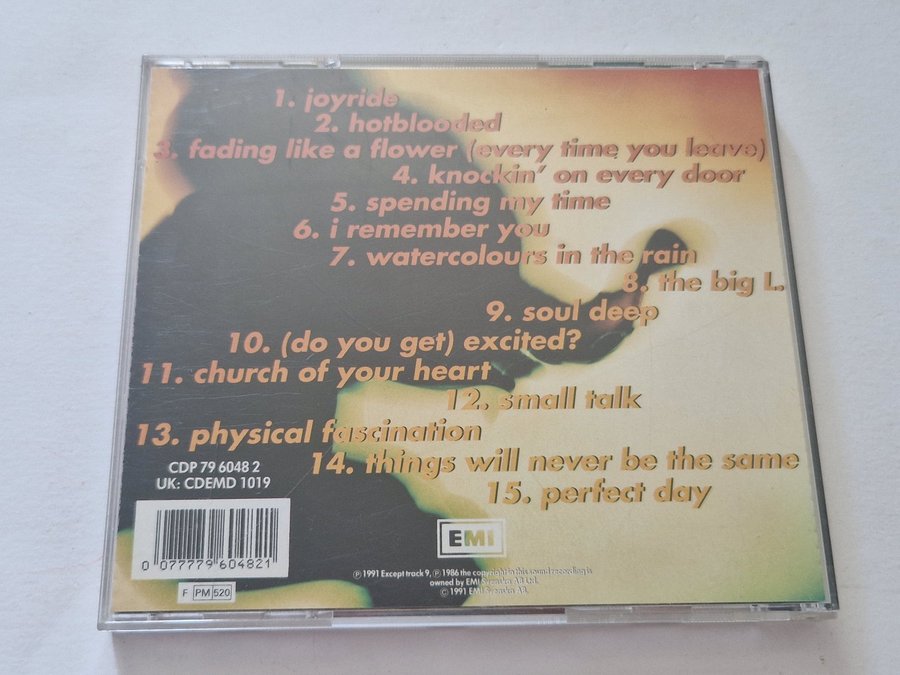 1. joyride
2. hotblooded
3. fading like a flower (every time you leave)
4. knockin' on every door
5. spending my time
6. i remember you
7. watercolours in the rain
8. the big L.
9. soul deep
10. (do you get) excited?
11. church of your heart
12. small talk
13. physical fascination
14. things will never be the same
15. perfect day
CDP 79 6048 2
UK: CDEMD 1019
0 077779 604821
F PM 520
EMI
℗ 1991 Except track 9, ℗ 1986 the copyright in this sound recording is
owned by EMI Svenska AB Ltd.
© 1991 EMI Svenska AB.